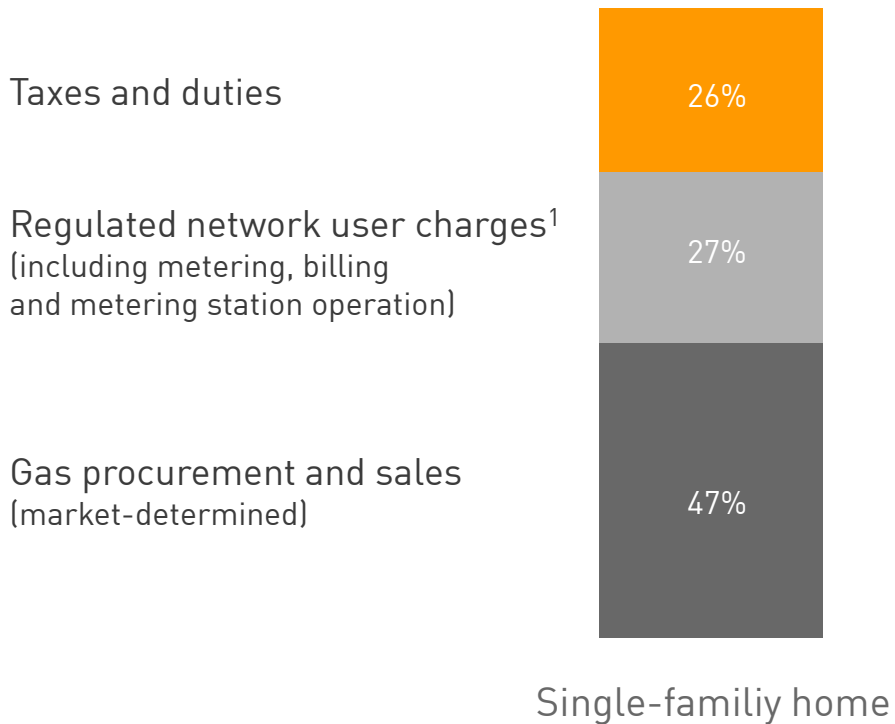 Taxes and duties
26%
Regulated network user charges¹
(including metering, billing
and metering station operation)
27%
Gas procurement and sales
(market-determined)
47%
Single-familiy home